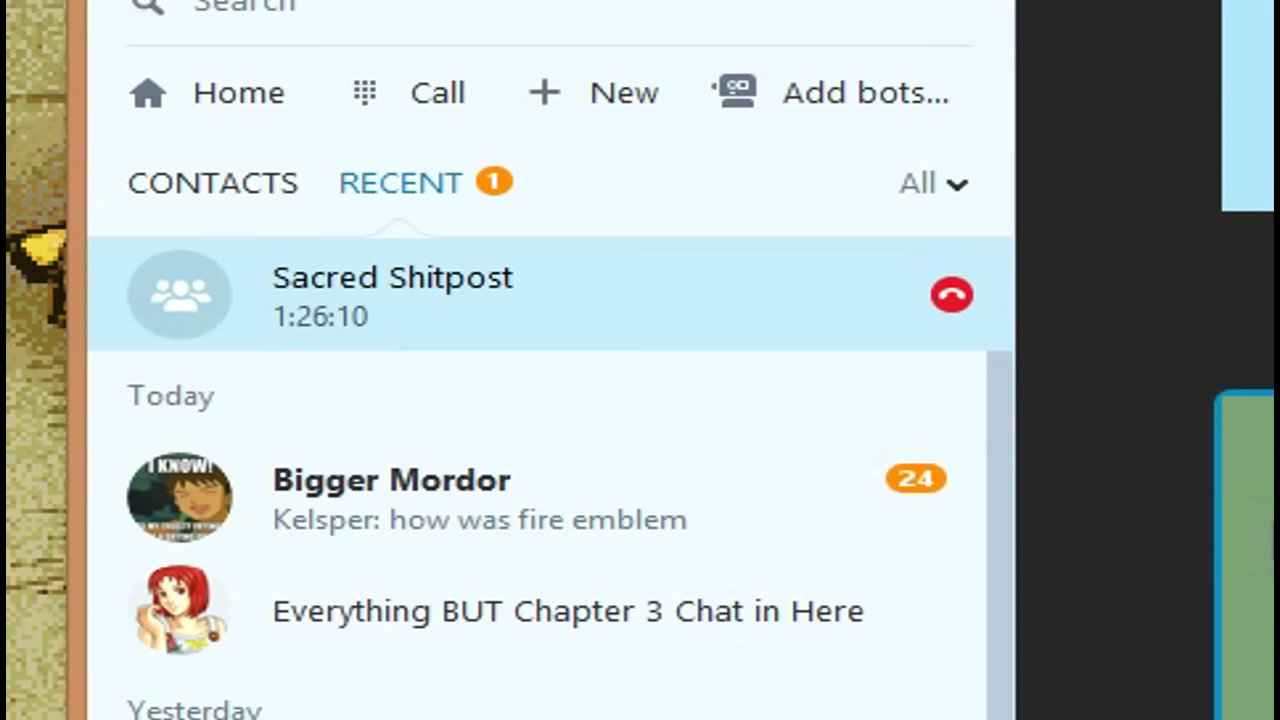 Search
Home Call + New Add bots...
CONTACTS RECENT 1 All
Sacred Shitpost
1:26:10
Today
I KNOW!
Bigger Mordor 24
Kelsper: how was fire emblem
Everything BUT Chapter 3 Chat in Here
Yesterday